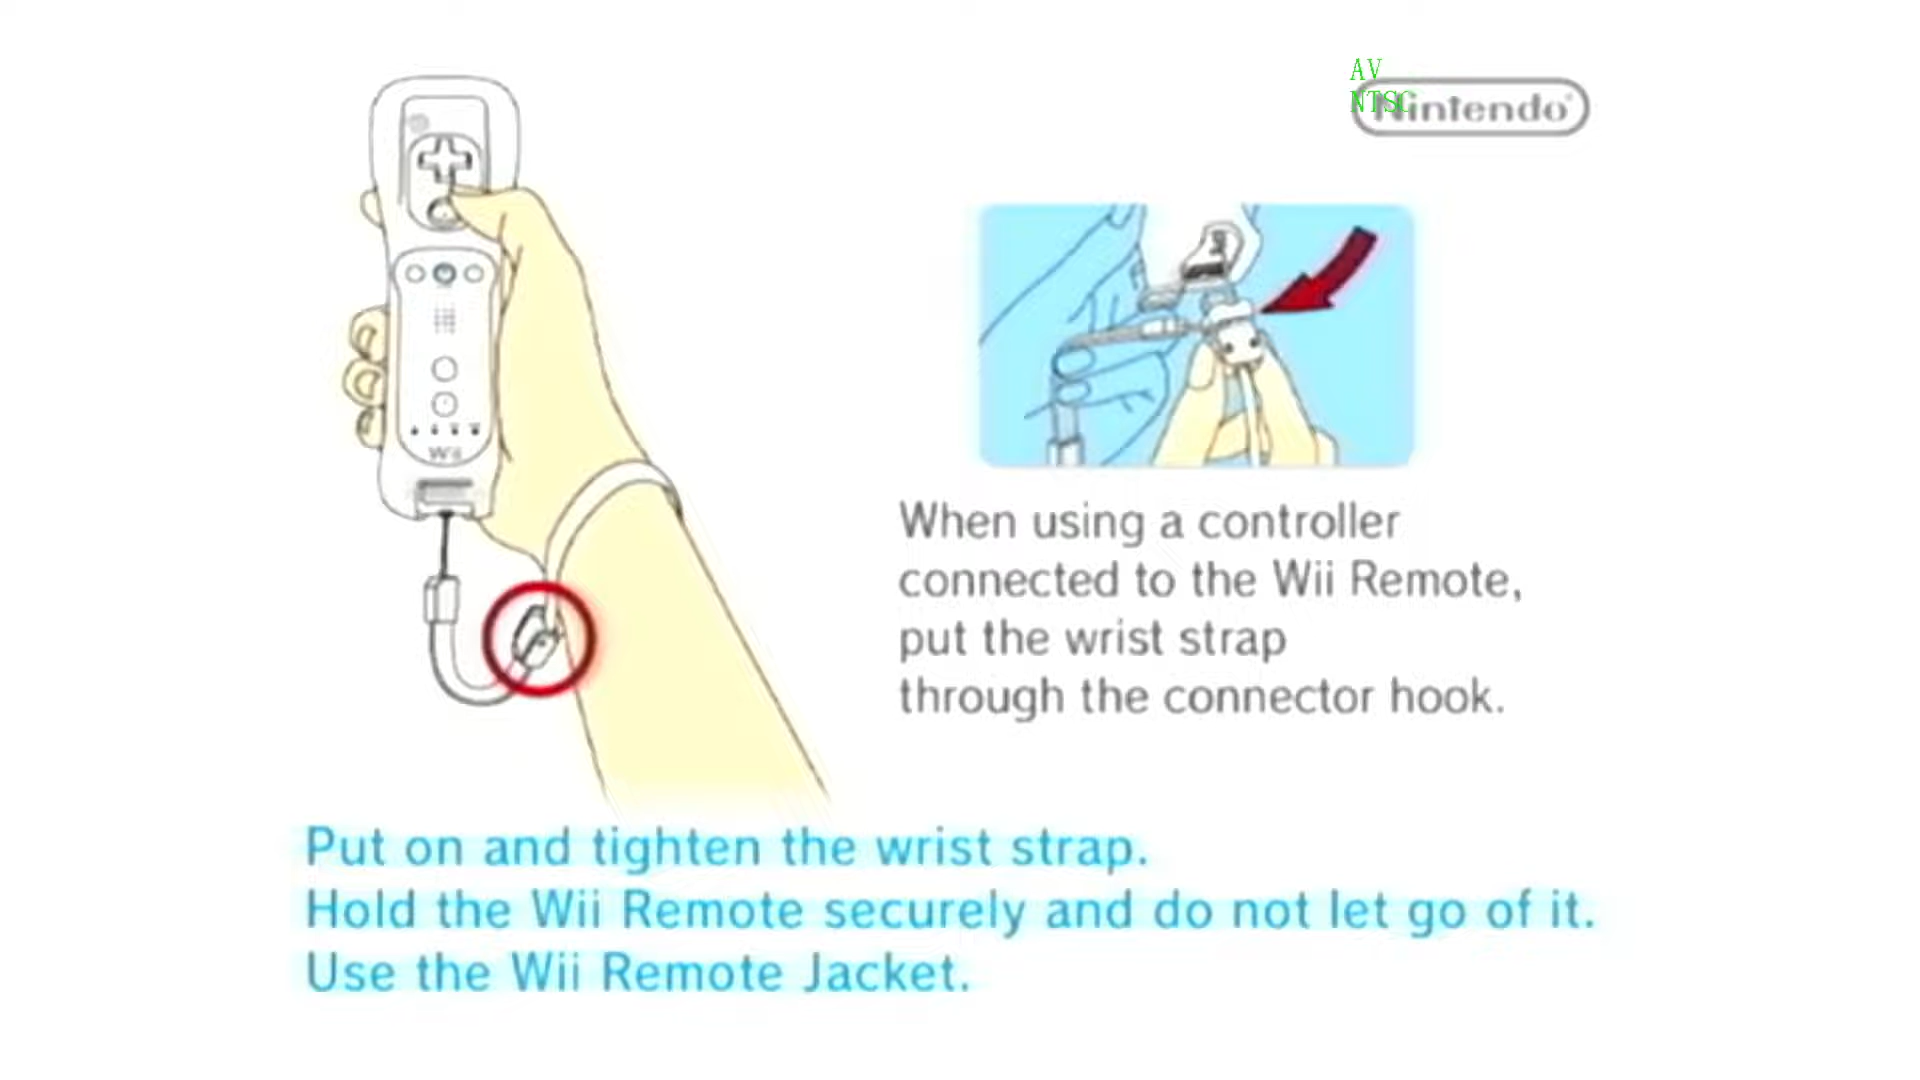 AV
NTSC
Nintendo
When using a controller
connected to the Wii Remote,
put the wrist strap
through the connector hook.
Wii
Put on and tighten the wrist strap.
Hold the Wii Remote securely and do not let go of it.
Use the Wii Remote Jacket.